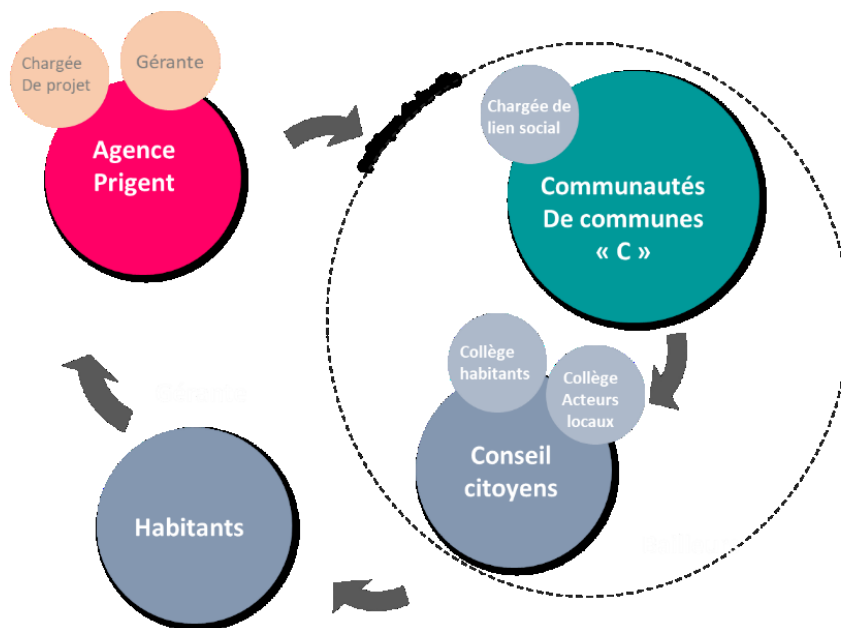 Chargée
De projet
Gérante
Agence
Prigent
Chargée de
lien social
Communautés
De communes
« C »
Collège
habitants
Collège
Acteurs
locaux
Conseil
citoyens
Habitants